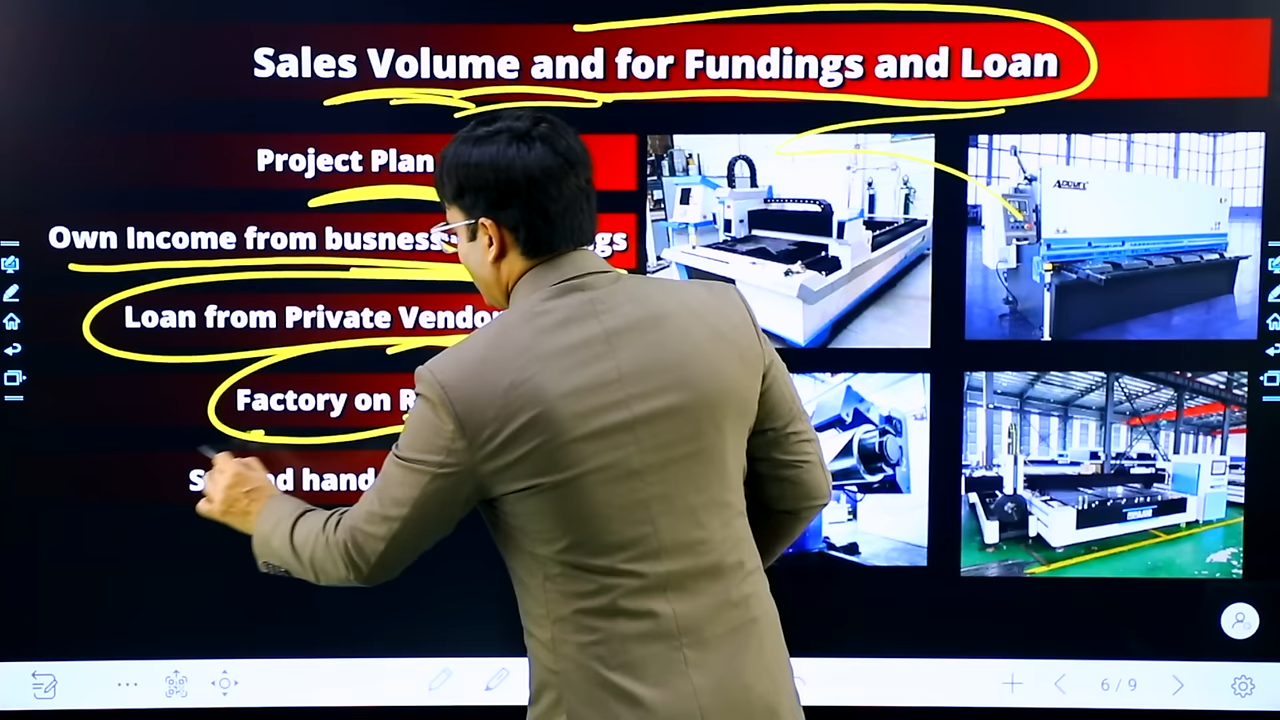 Sales Volume and for Fundings and Loan
Project Plan
Own Income from busness
Loan from Private
Factory on
hand
6 / 9